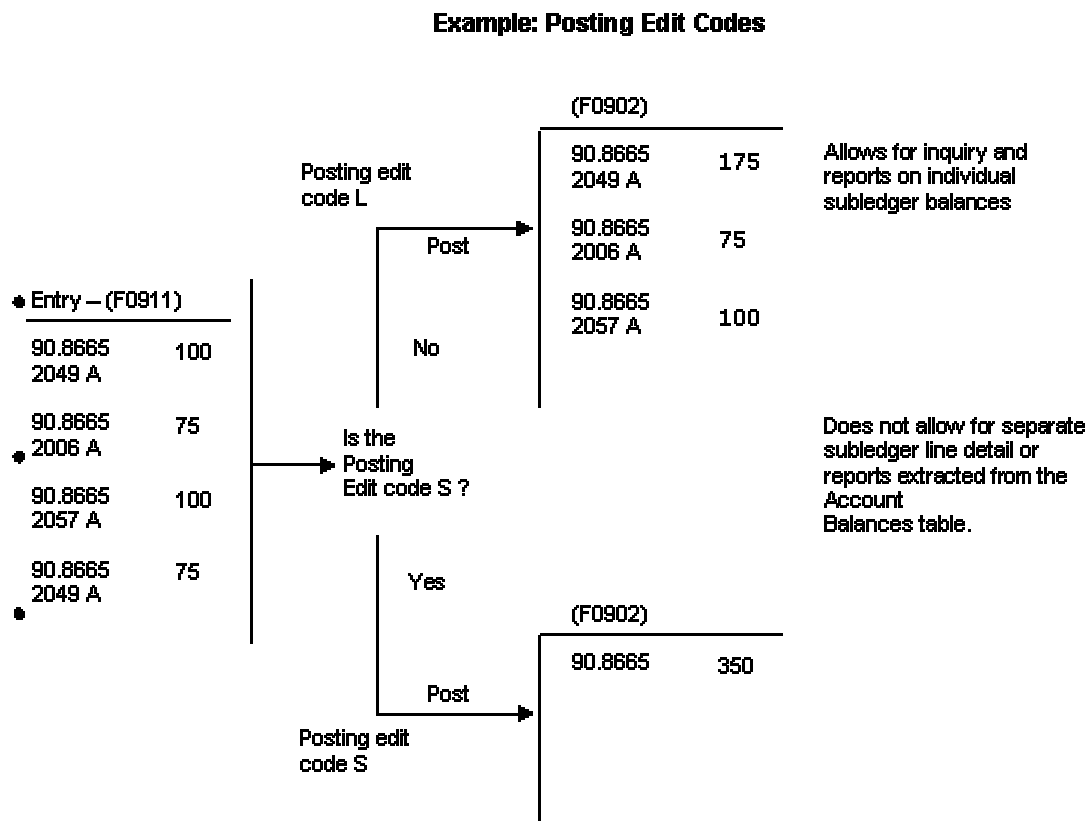 Example: Posting Edit Codes
(F0902)
Posting edit
code L
Post
90.8665
2049 A
175
90.8665
2006 A
75
90.8665
2057 A
100
Allows for inquiry and
reports on individual
subledger balances
Entry – (F0911)
90.8665
2049 A
100
90.8665
2006 A
75
90.8665
2057 A
100
90.8665
2049 A
75
No
Is the
Posting
Edit code S ?
Does not allow for separate
subledger line detail or
reports extracted from the
Account
Balances table.
Yes
Post
Posting edit
code S
(F0902)
90.8665
350